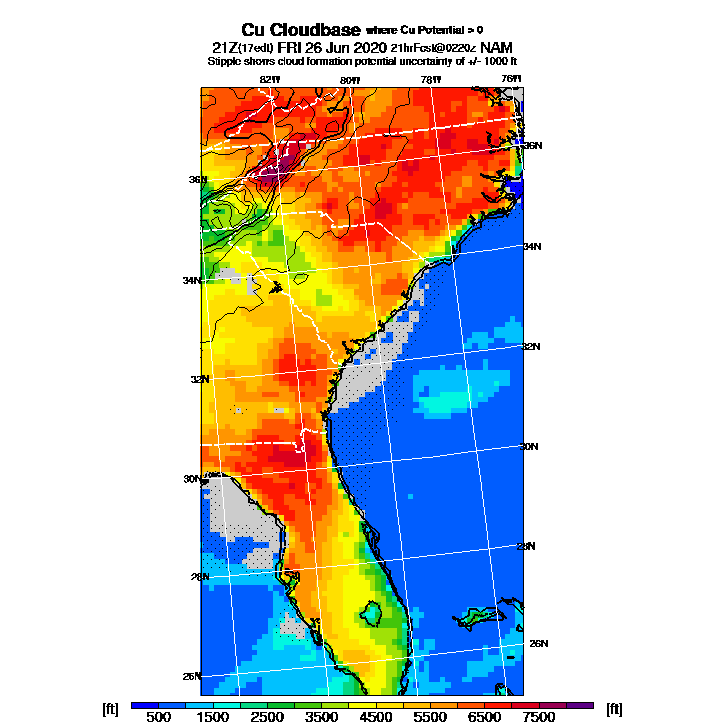 Cu Cloudbase where Cu Potential > 0
21Z(17edt) FRI 26 Jun 2020 21hrFcst@0220z NAM
Stipple shows cloud formation potential uncertainty of +/- 1000 ft
82W 80W 78W 76W
36N
36N
34N
34N
32N
32N
30N
30N
28N
28N
26N
26N
[ft] 500 1500 2500 3500 4500 5500 6500 7500 [ft]